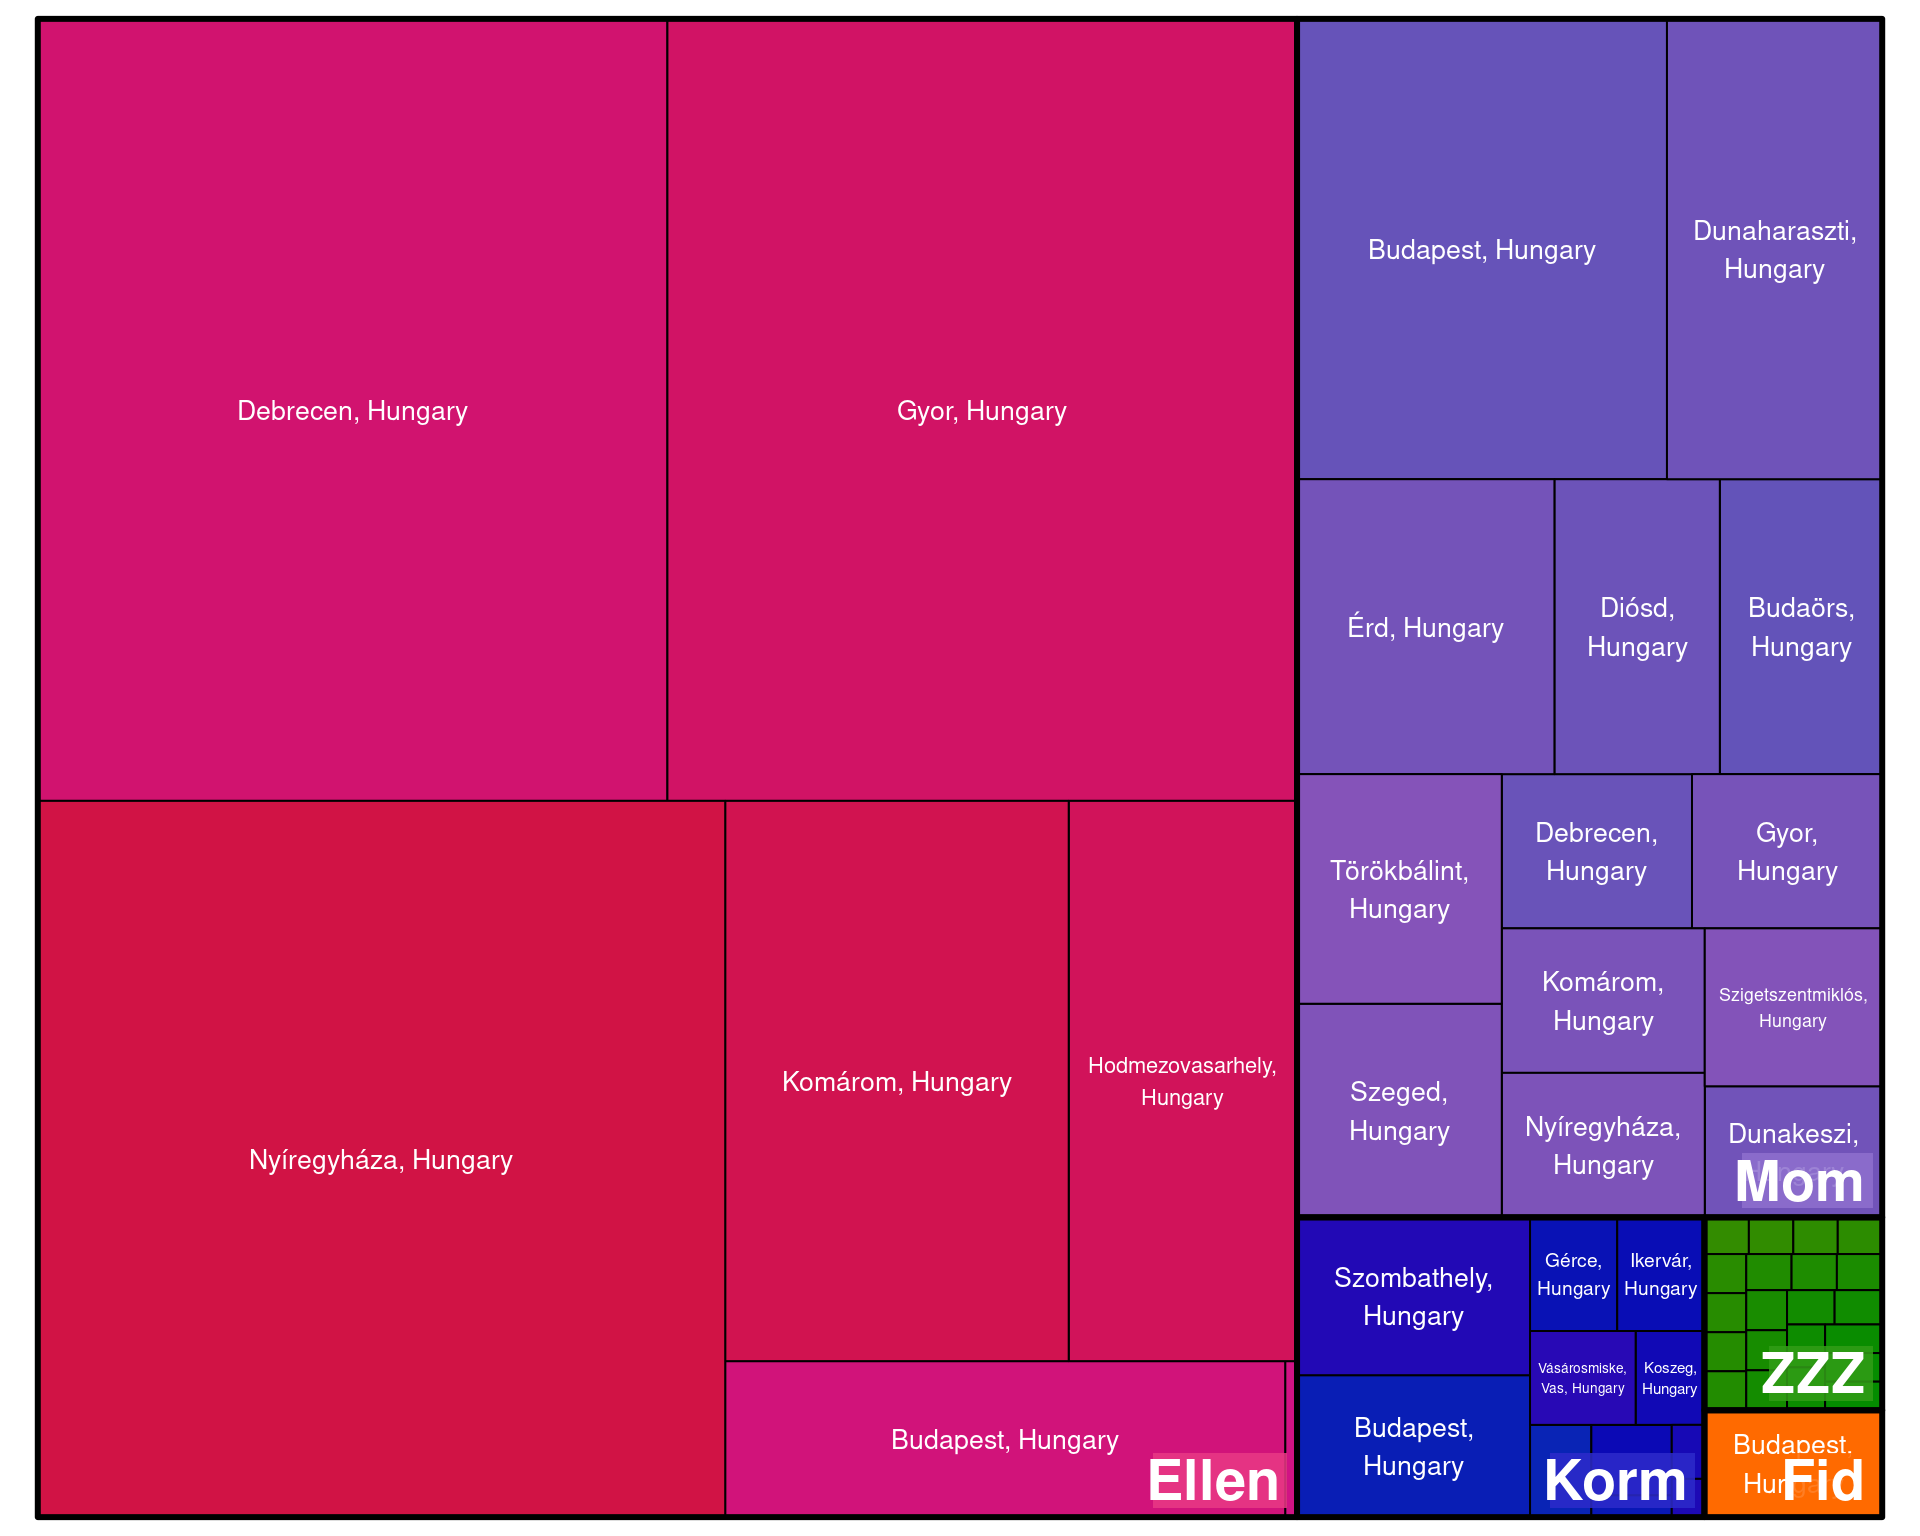 Debrecen, Hungary
Gyor, Hungary
Nyíregyháza, Hungary
Komárom, Hungary
Hodmezovasarhely,
Hungary
Budapest, Hungary
Ellen
Budapest, Hungary
Dunaharaszti,
Hungary
Érd, Hungary
Diósd,
Hungary
Budaörs,
Hungary
Törökbálint,
Hungary
Debrecen,
Hungary
Gyor,
Hungary
Komárom,
Hungary
Szigetszentmiklós,
Hungary
Szeged,
Hungary
Nyíregyháza,
Hungary
Dunakeszi,
Mom
Szombathely,
Hungary
Gérce,
Hungary
Ikervár,
Hungary
Vásárosmiske,
Vas, Hungary
Koszeg,
Hungary
Budapest,
Hungary
Korm
ZZZ
Budapest,
Fid